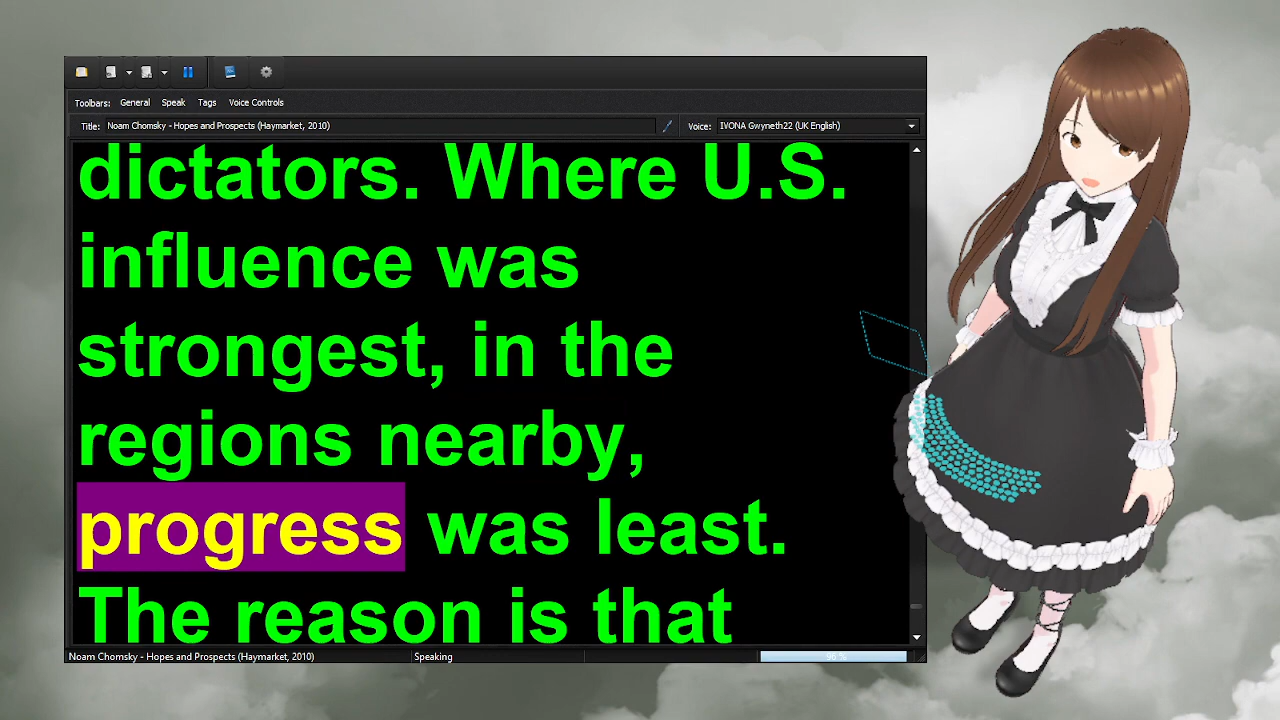 Toolbars: General Speak Tags Voice Controls
Title: Noam Chomsky - Hopes and Prospects (Haymarket, 2010) Voice: IVONA Gwyneth22 (UK English)
dictators. Where U.S.
influence was
strongest, in the
regions nearby,
progress was least.
The reason is that
Noam Chomsky - Hopes and Prospects (Haymarket, 2010) Speaking 96 %